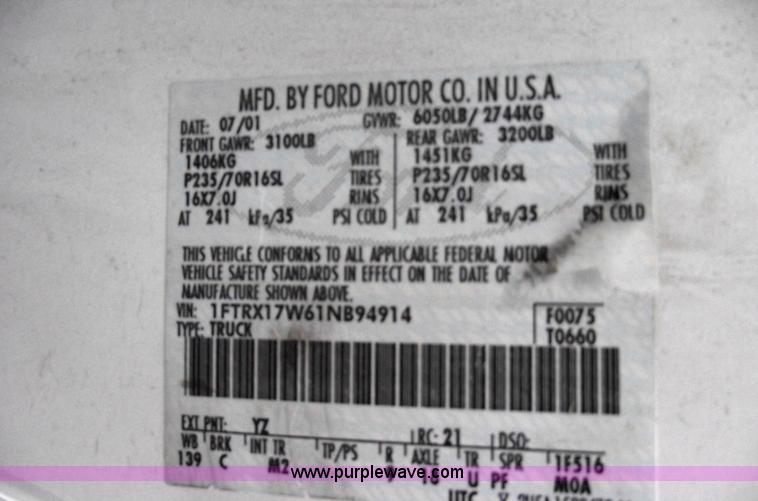 MFD. BY FORD MOTOR CO. IN U.S.A.
DATE: 07/01 GVWR: 6050LB/ 2744KG
FRONT GAWR: 3100LB REAR GAWR: 3200LB
1406KG WITH 1451KG WITH
P235/70R16SL TIRES P235/70R16SL TIRES
16X7.0J RIMS 16X7.0J RIMS
AT 241 kPa/35 PSI COLD AT 241 kPa/35 PSI COLD
THIS VEHICLE CONFORMS TO ALL APPLICABLE FEDERAL MOTOR
VEHICLE SAFETY STANDARDS IN EFFECT ON THE DATE OF
MANUFACTURE SHOWN ABOVE.
VIN: 1FTRX17W61NB94914 F0075
TYPE: TRUCK T0660
EXT PNT: YZ RC: 21 DSO:
WB BRK INT TR TP/PS R AXLE TR SPR 1F516
139 C M2 U PF M0A
www.purplewave.com
UTC